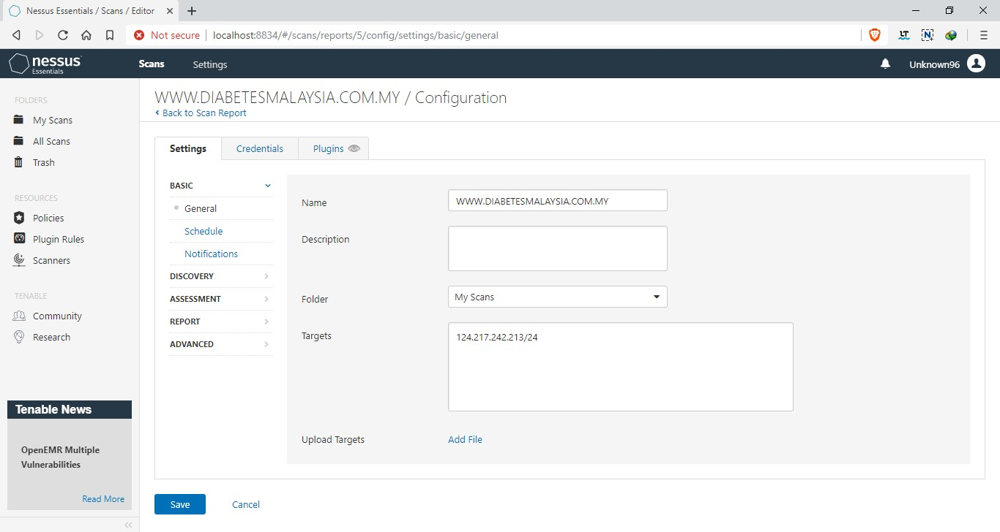 Nessus Essentials / Scans / Editor
Not secure localhost:8834/#/scans/reports/5/config/settings/basic/general
LT N
nessus Essentials Scans Settings Unknown96
FOLDERS
My Scans
All Scans
Trash
RESOURCES
Policies
Plugin Rules
Scanners
TENABLE
Community
Research
Tenable News
OpenEMR Multiple
Vulnerabilities
Read More
WWW.DIABETESMALAYSIA.COM.MY / Configuration
Back to Scan Report
Settings Credentials Plugins
BASIC
General
Schedule
Notifications
DISCOVERY
ASSESSMENT
REPORT
ADVANCED
Name WWW.DIABETESMALAYSIA.COM.MY
Description
Folder My Scans
Targets 124.217.242.213/24
Upload Targets Add File
Save Cancel